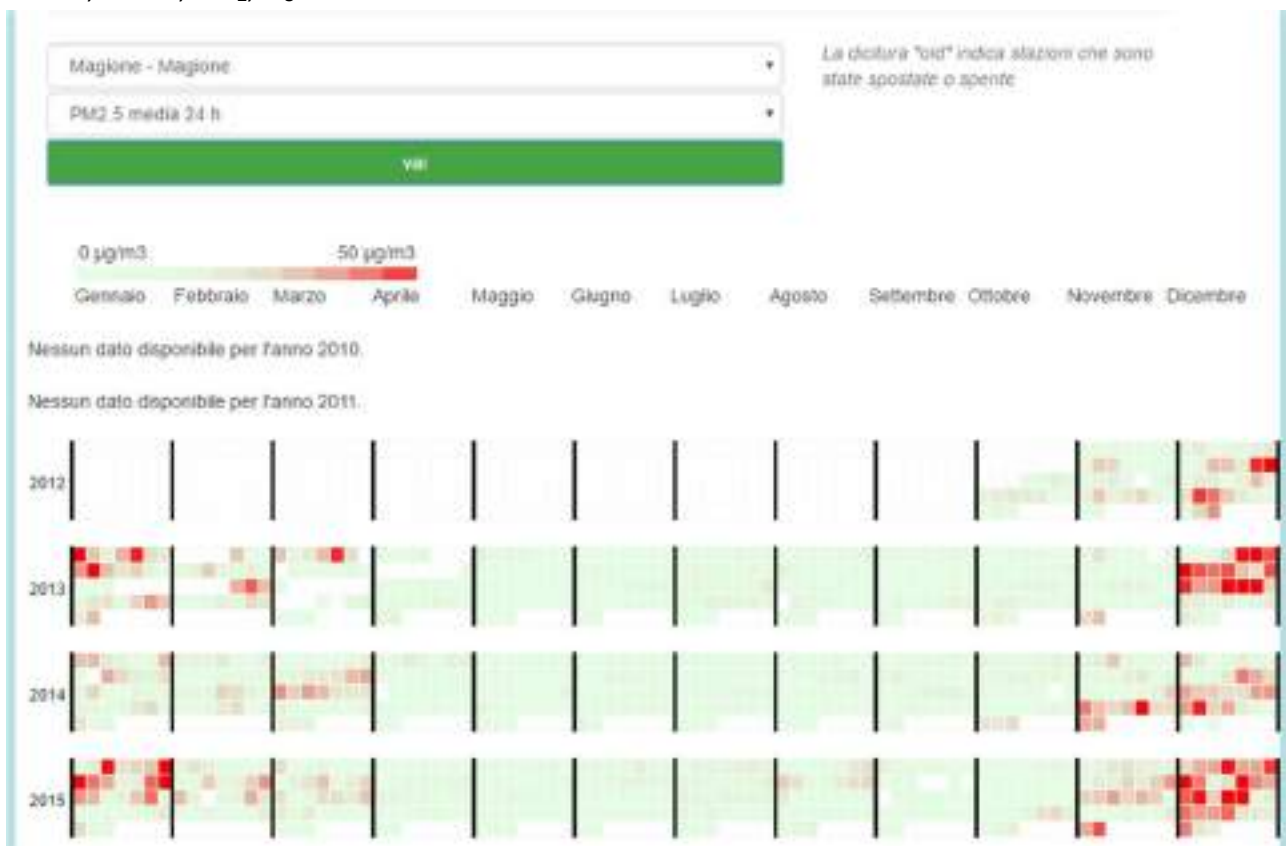 Magione - Magione
La dicitura "old" indica stazioni che sono
state spostate o spente
PM2.5 media 24 h
vai
0 µg/m3 50 µg/m3
Gennaio Febbraio Marzo Aprile Maggio Giugno Luglio Agosto Settembre Ottobre Novembre Dicembre
Nessun dato disponibile per l'anno 2010.
Nessun dato disponibile per l'anno 2011.
2012
2013
2014
2015